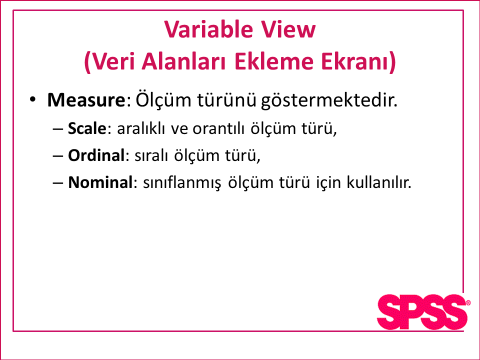 Variable View
(Veri Alanları Ekleme Ekranı)
• Measure: Ölçüm türünü göstermektedir.
– Scale: aralıklı ve orantılı ölçüm türü,
– Ordinal: sıralı ölçüm türü,
– Nominal: sınıflanmış ölçüm türü için kullanılır.
SPSS®